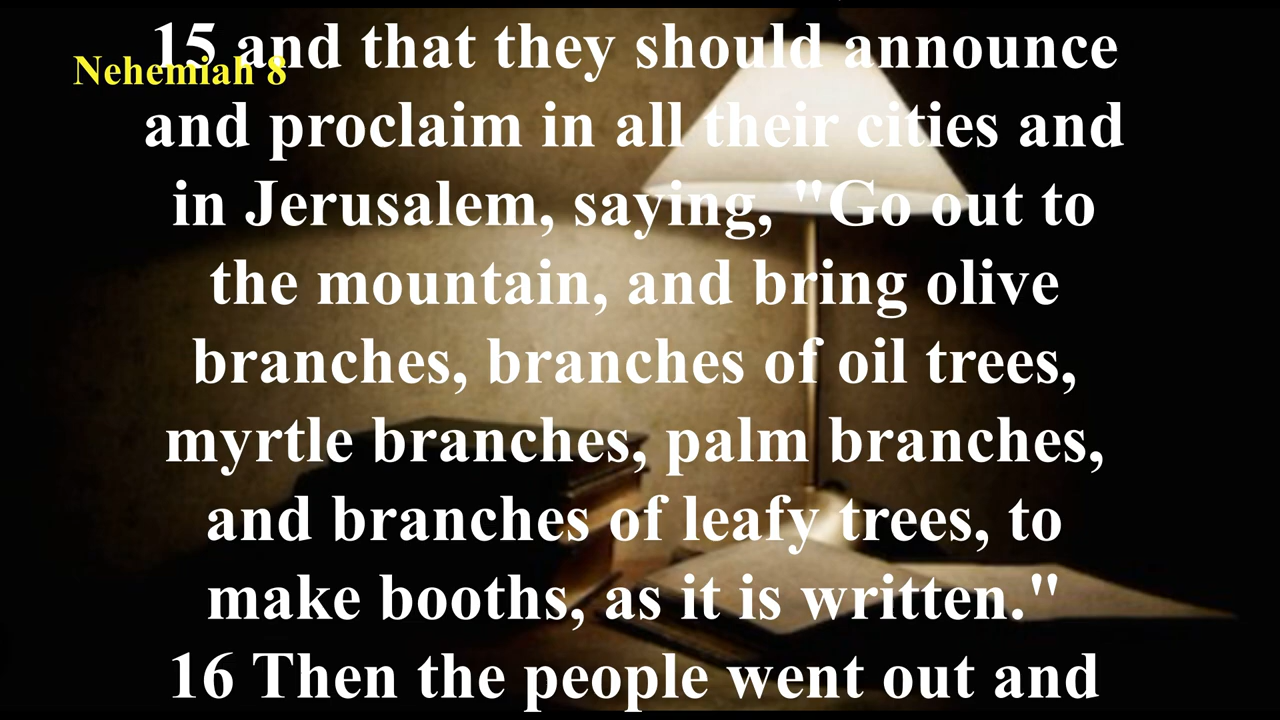 Nehemiah 8
15 and that they should announce
and proclaim in all their cities and
in Jerusalem, saying, "Go out to
the mountain, and bring olive
branches, branches of oil trees,
myrtle branches, palm branches,
and branches of leafy trees, to
make booths, as it is written."
16 Then the people went out and